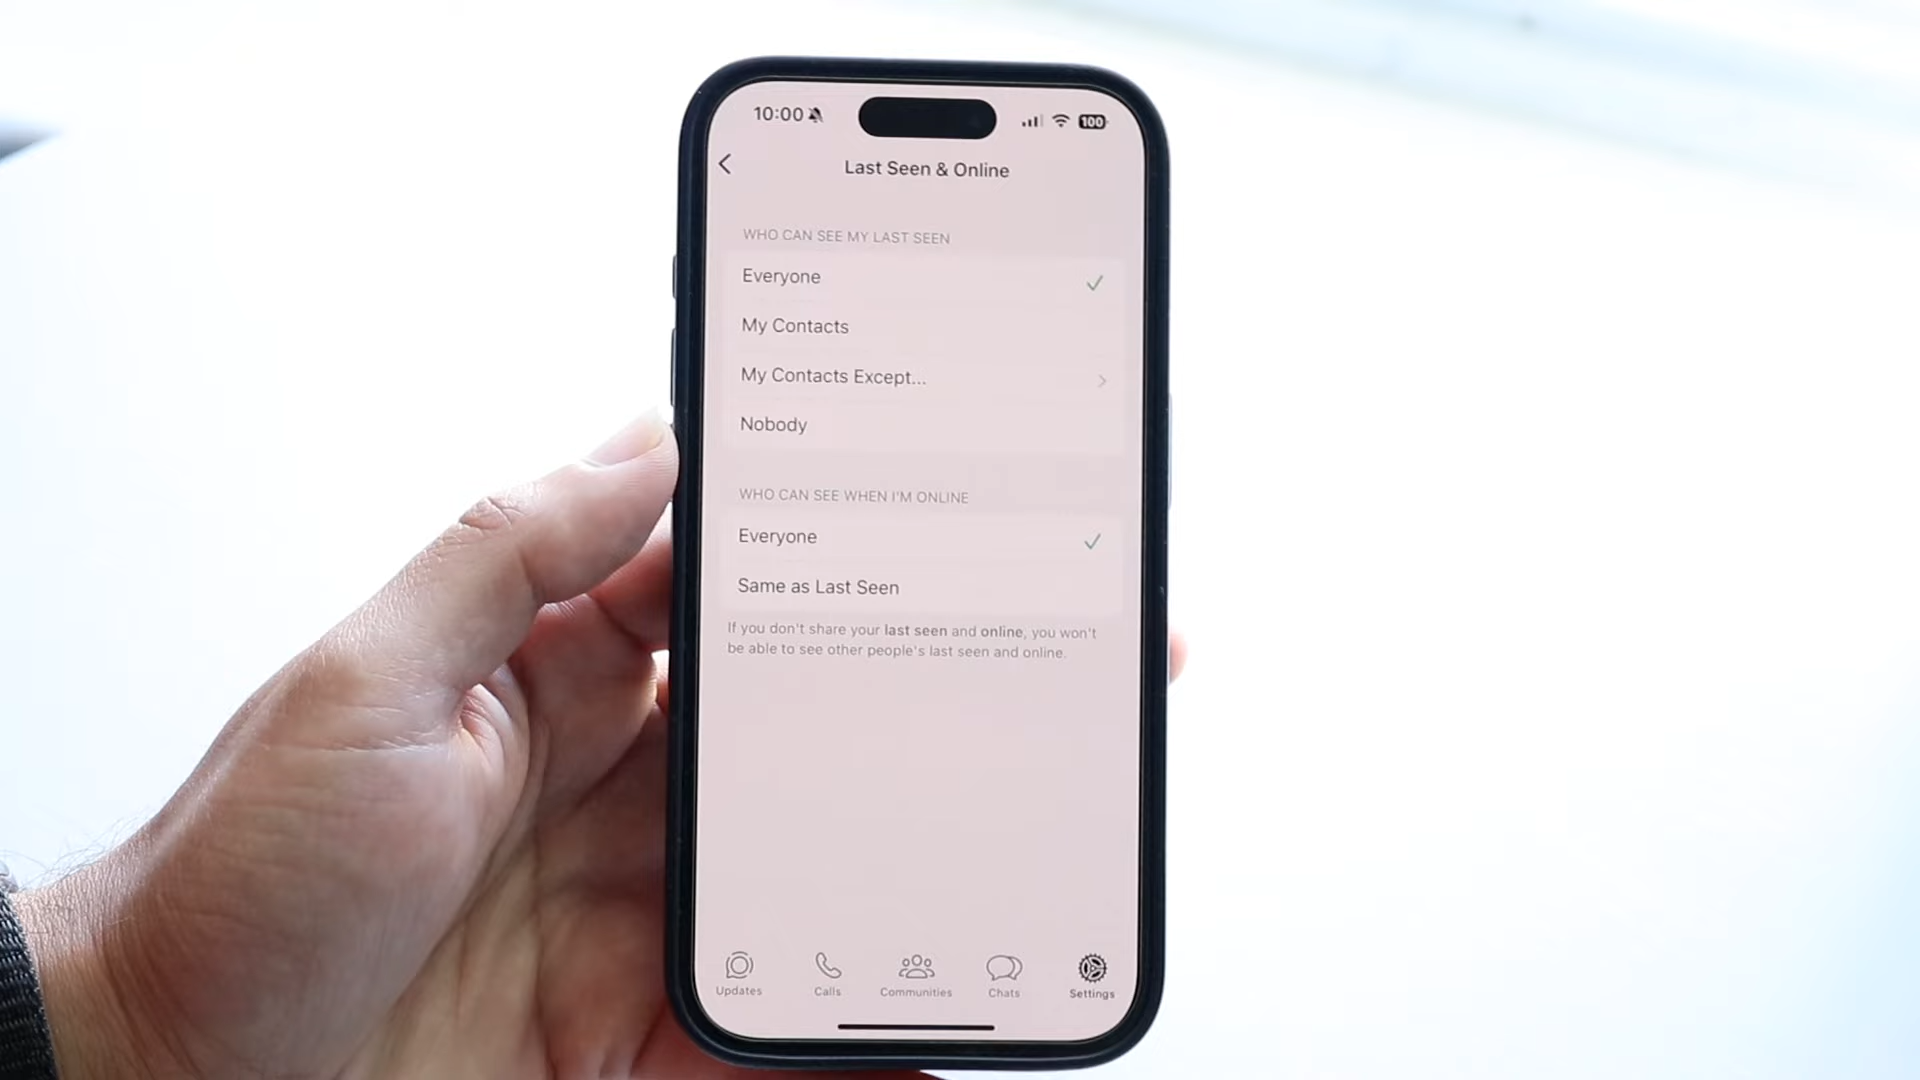 10:00
100
Last Seen & Online
WHO CAN SEE MY LAST SEEN
Everyone
My Contacts
My Contacts Except...
Nobody
WHO CAN SEE WHEN I'M ONLINE
Everyone
Same as Last Seen
If you don't share your last seen and online, you won't
be able to see other people's last seen and online.
Updates
Calls
Communities
Chats
Settings